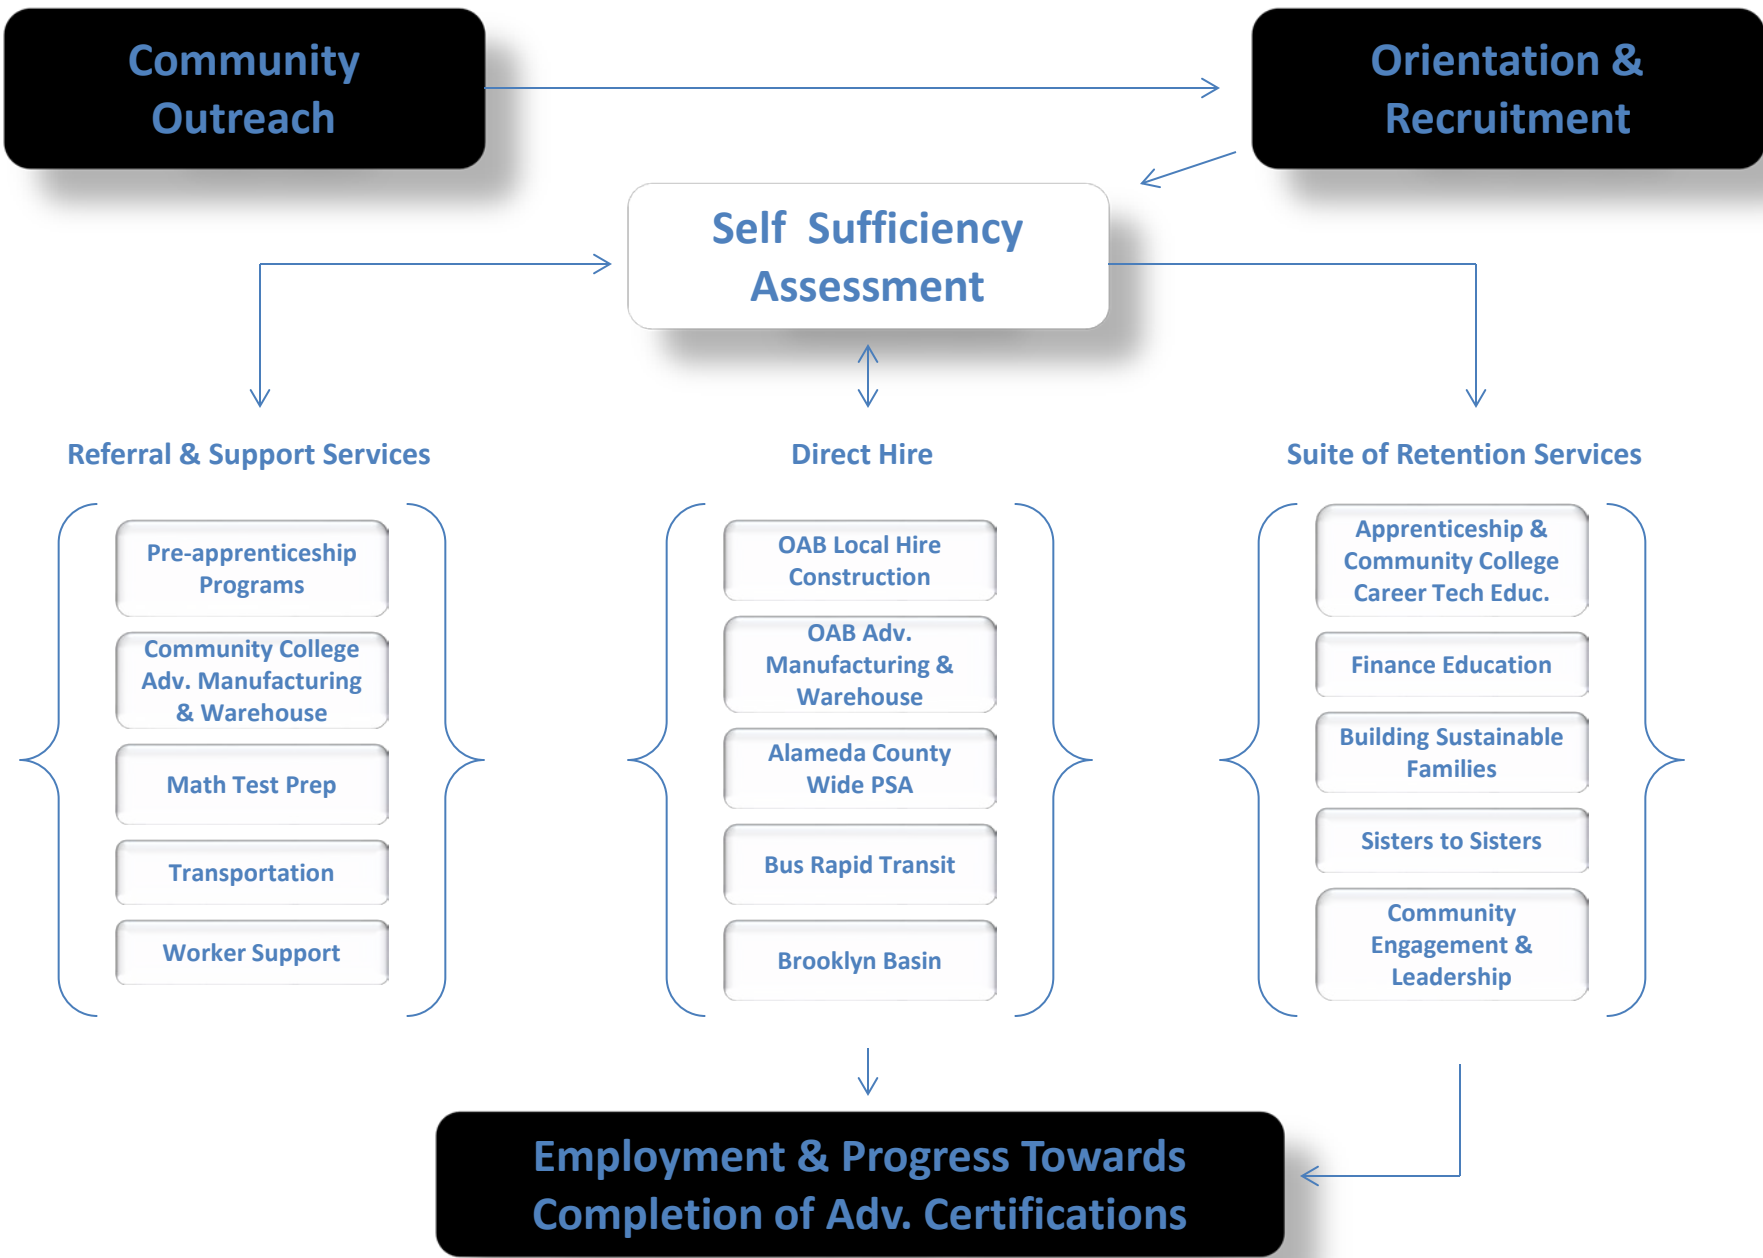 Community
Outreach
Orientation &
Recruitment
Self  Sufficiency
Assessment
Referral & Support Services
Pre-apprenticeship
Programs
Community College
Adv. Manufacturing
& Warehouse
Math Test Prep
Transportation
Worker Support
Direct Hire
OAB Local Hire
Construction
OAB Adv.
Manufacturing &
Warehouse
Alameda County
Wide PSA
Bus Rapid Transit
Brooklyn Basin
Suite of Retention Services
Apprenticeship &
Community College
Career Tech Educ.
Finance Education
Building Sustainable
Families
Sisters to Sisters
Community
Engagement &
Leadership
Employment & Progress Towards
Completion of Adv. Certifications